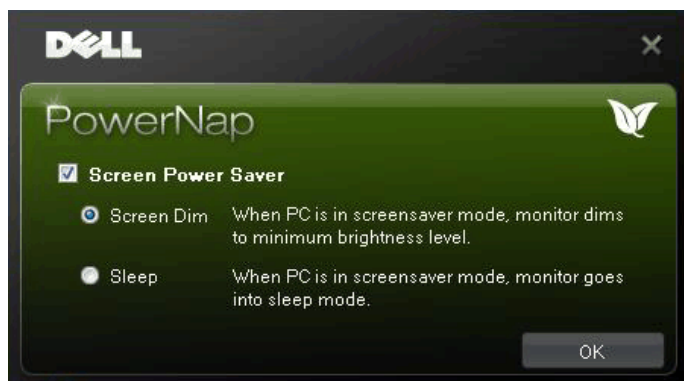 DELL
PowerNap
Screen Power Saver
Screen Dim When PC is in screensaver mode, monitor dims
to minimum brightness level.
Sleep When PC is in screensaver mode, monitor goes
into sleep mode.
OK